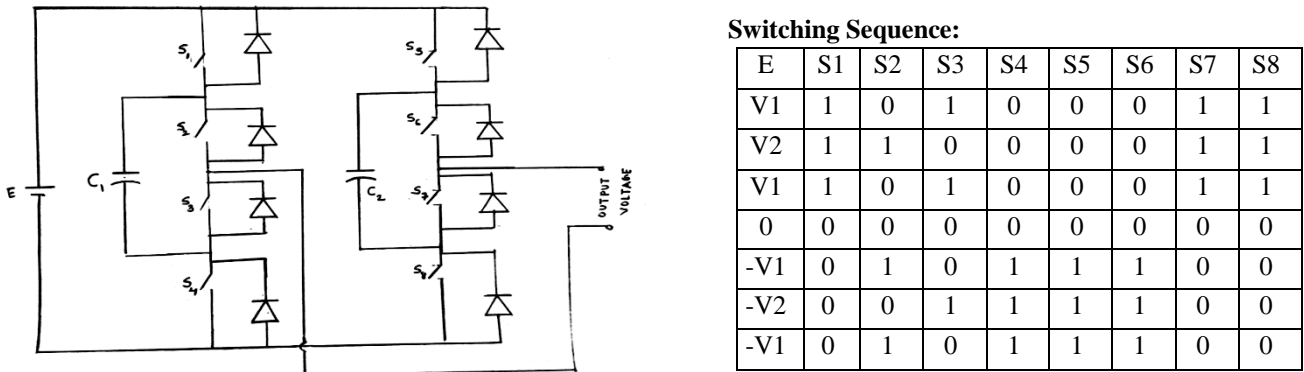 S1
S5
S2
S6
E
C1
C2
S3
S7
OUTPUT
VOLTAGE
S4
S8
Switching Sequence:
E S1 S2 S3 S4 S5 S6 S7 S8
V1 1 0 1 0 0 0 1 1
V2 1 1 0 0 0 0 1 1
V1 1 0 1 0 0 0 1 1
0 0 0 0 0 0 0 0 0
-V1 0 1 0 1 1 1 0 0
-V2 0 0 1 1 1 1 0 0
-V1 0 1 0 1 1 1 0 0